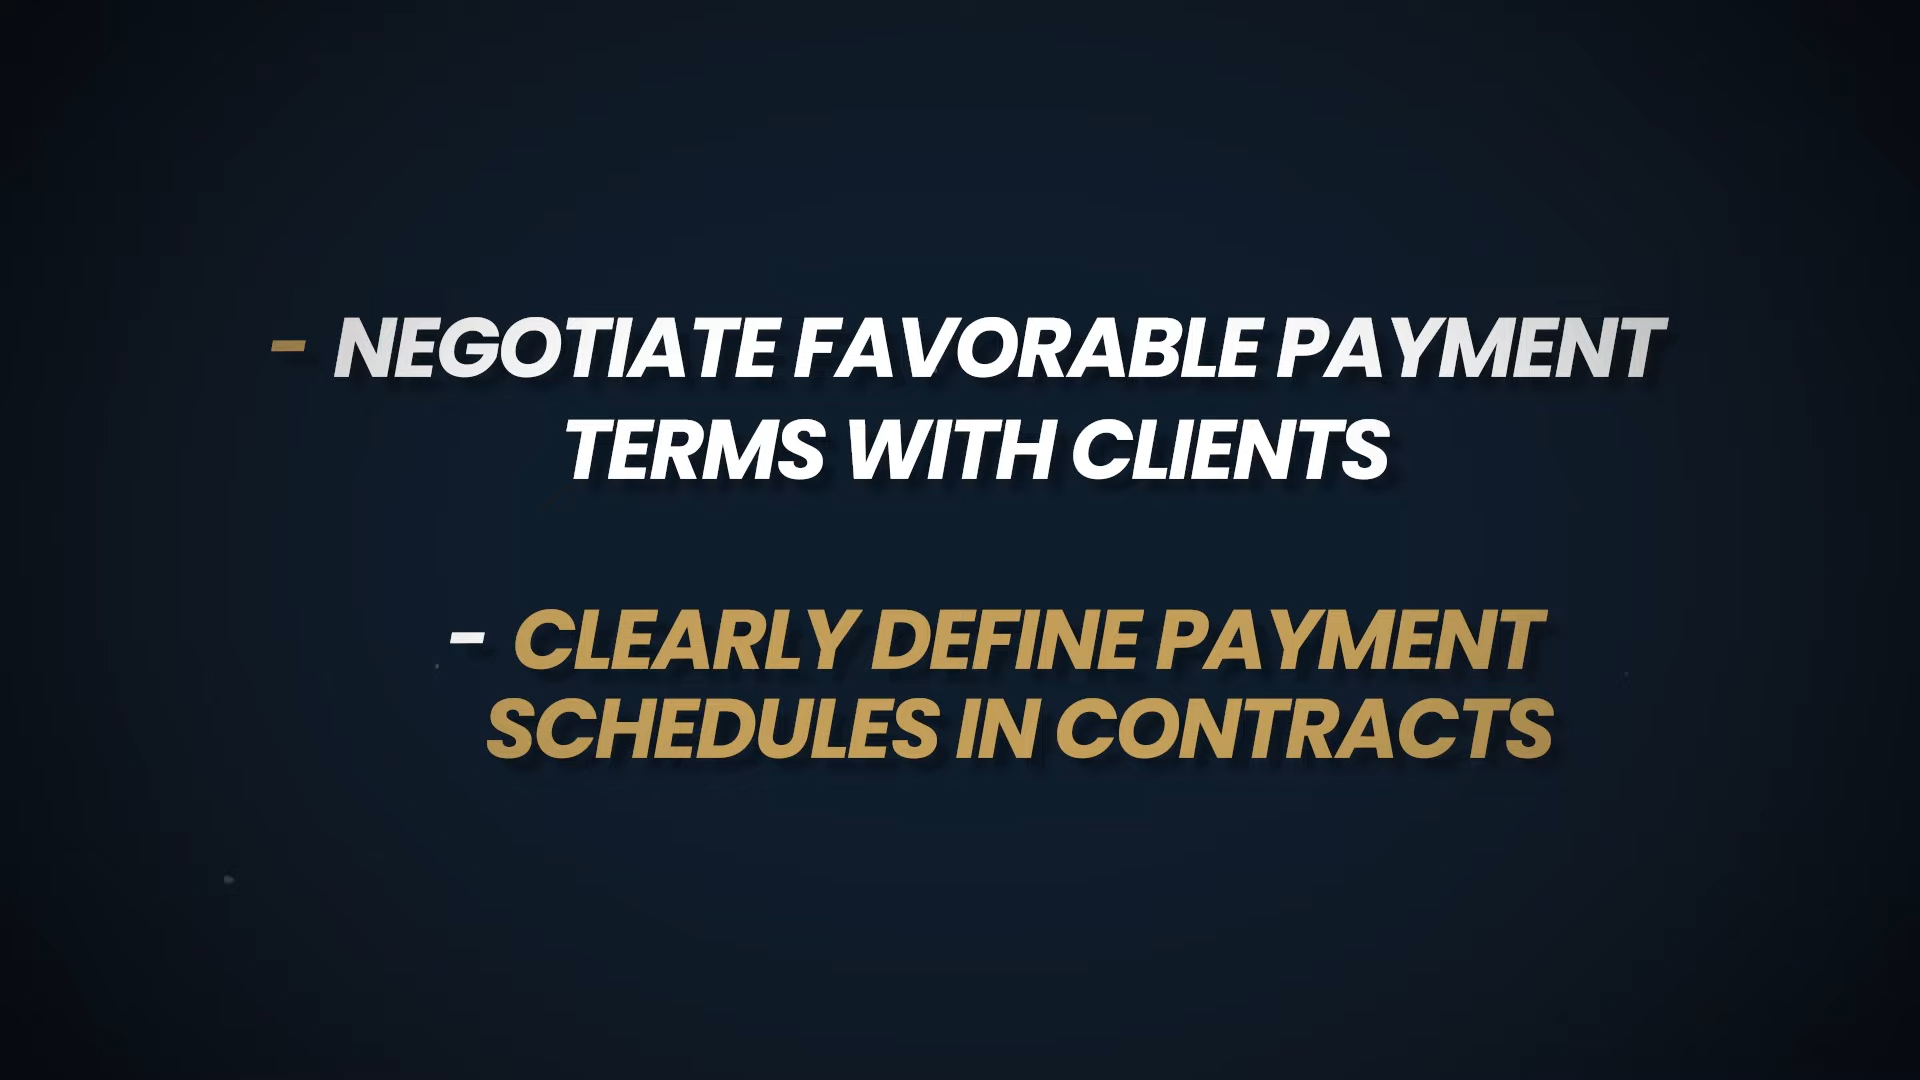 - NEGOTIATE FAVORABLE PAYMENT
TERMS WITH CLIENTS
- CLEARLY DEFINE PAYMENT
SCHEDULES IN CONTRACTS